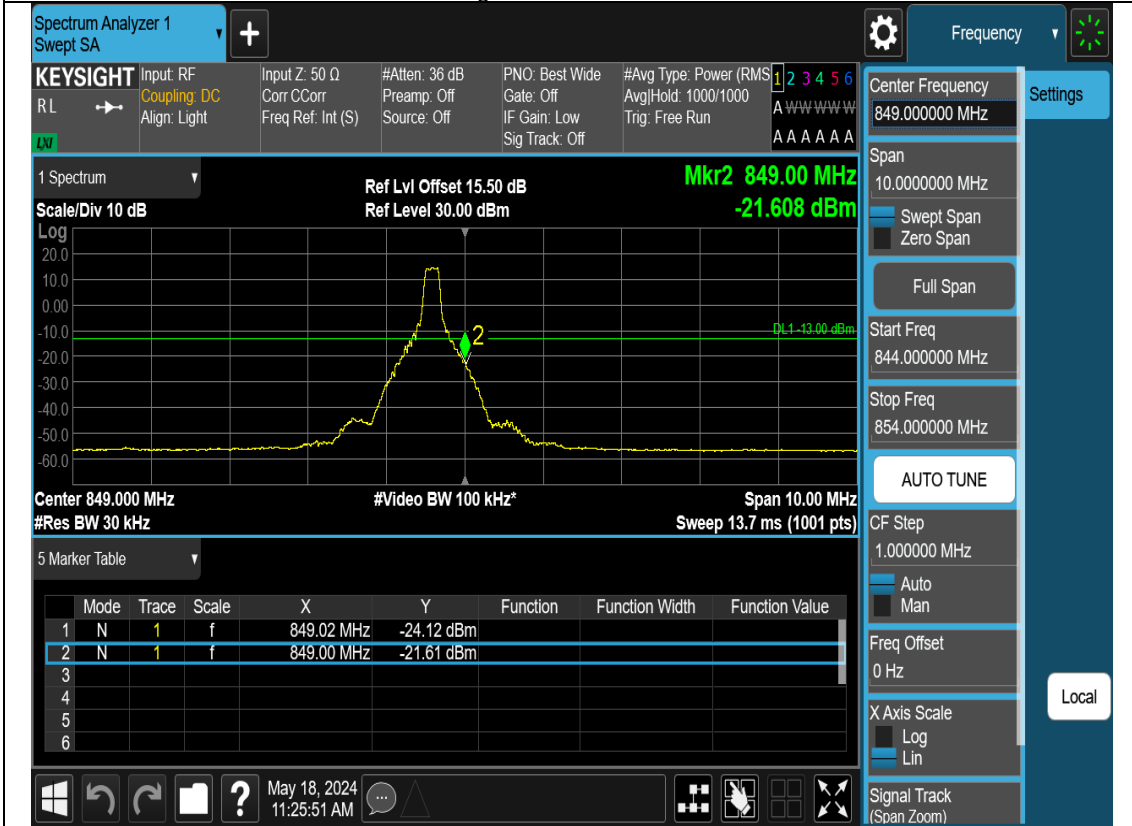 Spectrum Analyzer 1
Swept SA
+
Frequency
KEYSIGHT
RL
LXI
Input: RF
Coupling: DC
Align: Light
Input Z: 50 Ω
Corr CCorr
Freq Ref: Int (S)
#Atten: 36 dB
Preamp: Off
Source: Off
PNO: Best Wide
Gate: Off
IF Gain: Low
Sig Track: Off
#Avg Type: Power (RMS
Avg|Hold: 1000/1000
Trig: Free Run
1 2 3 4 5 6
A W W W W W
A A A A A A
1 Spectrum
Scale/Div 10 dB
Log
Ref Lvl Offset 15.50 dB
Ref Level 30.00 dBm
Mkr2 849.00 MHz
-21.608 dBm
20.0
10.0
0.00
-10.0
-20.0
-30.0
-40.0
-50.0
-60.0
2
DL1 -13.00 dBm
Center 849.000 MHz
#Res BW 30 kHz
#Video BW 100 kHz*
Span 10.00 MHz
Sweep 13.7 ms (1001 pts)
5 Marker Table
Mode Trace Scale X Y Function Function Width Function Value
1 N 1 f 849.02 MHz -24.12 dBm
2 N 1 f 849.00 MHz -21.61 dBm
3
4
5
6
Center Frequency
849.000000 MHz
Settings
Span
10.0000000 MHz
Swept Span
Zero Span
Full Span
Start Freq
844.000000 MHz
Stop Freq
854.000000 MHz
AUTO TUNE
CF Step
1.000000 MHz
Auto
Man
Freq Offset
0 Hz
X Axis Scale
Log
Lin
Local
Signal Track
(Span Zoom)
?
May 18, 2024
11:25:51 AM